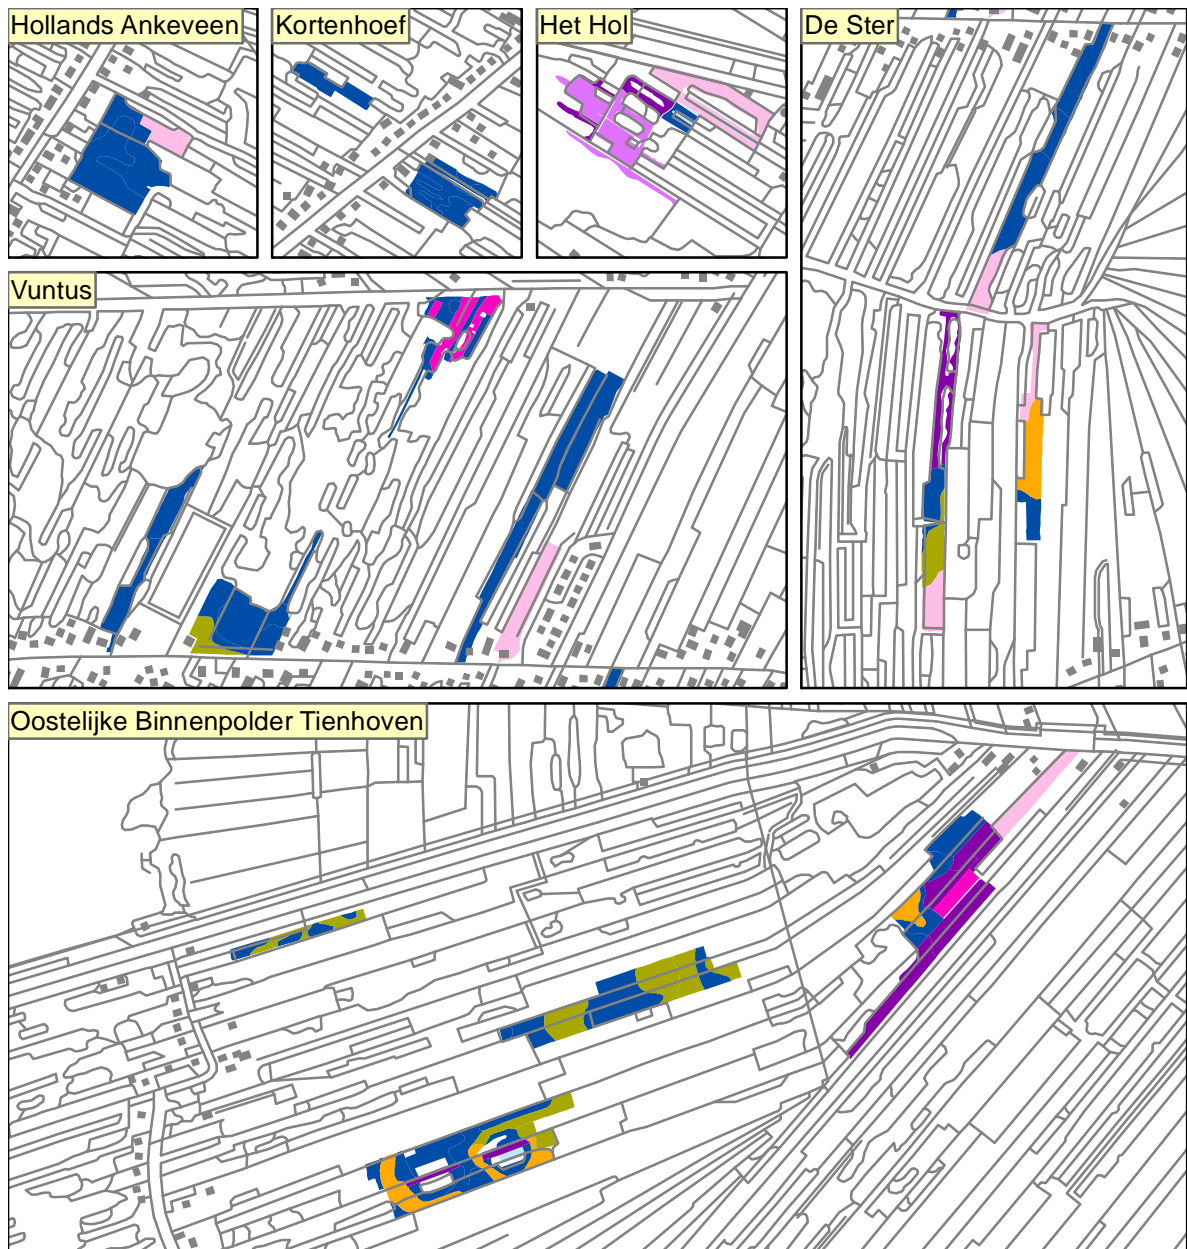 Hollands Ankeveen
Kortenhoef
Het Hol
De Ster
Vuntus
Oostelijke Binnenpolder Tienhoven